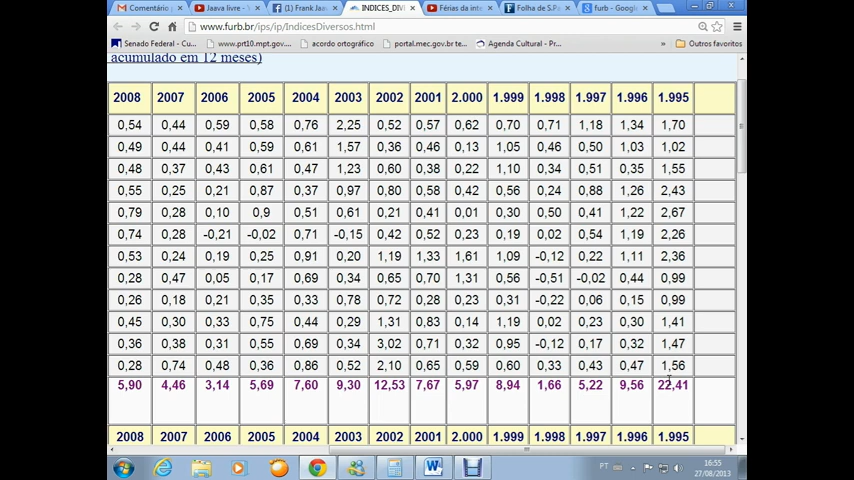 Comentários
Jaava livre -
(1) Frank Jaa
INDICES_DIVE
Férias da inte
Folha de S.Pa
furb - Google
www.furb.br/ips/ip/IndicesDiversos.html
Senado Federal - Cu... www.prt10.mpt.gov.... acordo ortográfico portal.mec.gov.br te... Agenda Cultural - Pr... » Outros favoritos
acumulado em 12 meses)
2008 2007 2006 2005 2004 2003 2002 2001 2.000 1.999 1.998 1.997 1.996 1.995
0,54 0,44 0,59 0,58 0,76 2,25 0,52 0,57 0,62 0,70 0,71 1,18 1,34 1,70
0,49 0,44 0,41 0,59 0,61 1,57 0,36 0,46 0,13 1,05 0,46 0,50 1,03 1,02
0,48 0,37 0,43 0,61 0,47 1,23 0,60 0,38 0,22 1,10 0,34 0,51 0,35 1,55
0,55 0,25 0,21 0,87 0,37 0,97 0,80 0,58 0,42 0,56 0,24 0,88 1,26 2,43
0,79 0,28 0,10 0,9 0,51 0,61 0,21 0,41 0,01 0,30 0,50 0,41 1,22 2,67
0,74 0,28 -0,21 -0,02 0,71 -0,15 0,42 0,52 0,23 0,19 0,02 0,54 1,19 2,26
0,53 0,24 0,19 0,25 0,91 0,20 1,19 1,33 1,61 1,09 -0,12 0,22 1,11 2,36
0,28 0,47 0,05 0,17 0,69 0,34 0,65 0,70 1,31 0,56 -0,51 -0,02 0,44 0,99
0,26 0,18 0,21 0,35 0,33 0,78 0,72 0,28 0,23 0,31 -0,22 0,06 0,15 0,99
0,45 0,30 0,33 0,75 0,44 0,29 1,31 0,83 0,14 1,19 0,02 0,23 0,30 1,41
0,36 0,38 0,31 0,55 0,69 0,34 3,02 0,71 0,32 0,95 -0,12 0,17 0,32 1,47
0,28 0,74 0,48 0,36 0,86 0,52 2,10 0,65 0,59 0,60 0,33 0,43 0,47 1,56
5,90 4,46 3,14 5,69 7,60 9,30 12,53 7,67 5,97 8,94 1,66 5,22 9,56 22,41
2008 2007 2006 2005 2004 2003 2002 2001 2.000 1.999 1.998 1.997 1.996 1.995
PT 16:55
27/08/2013